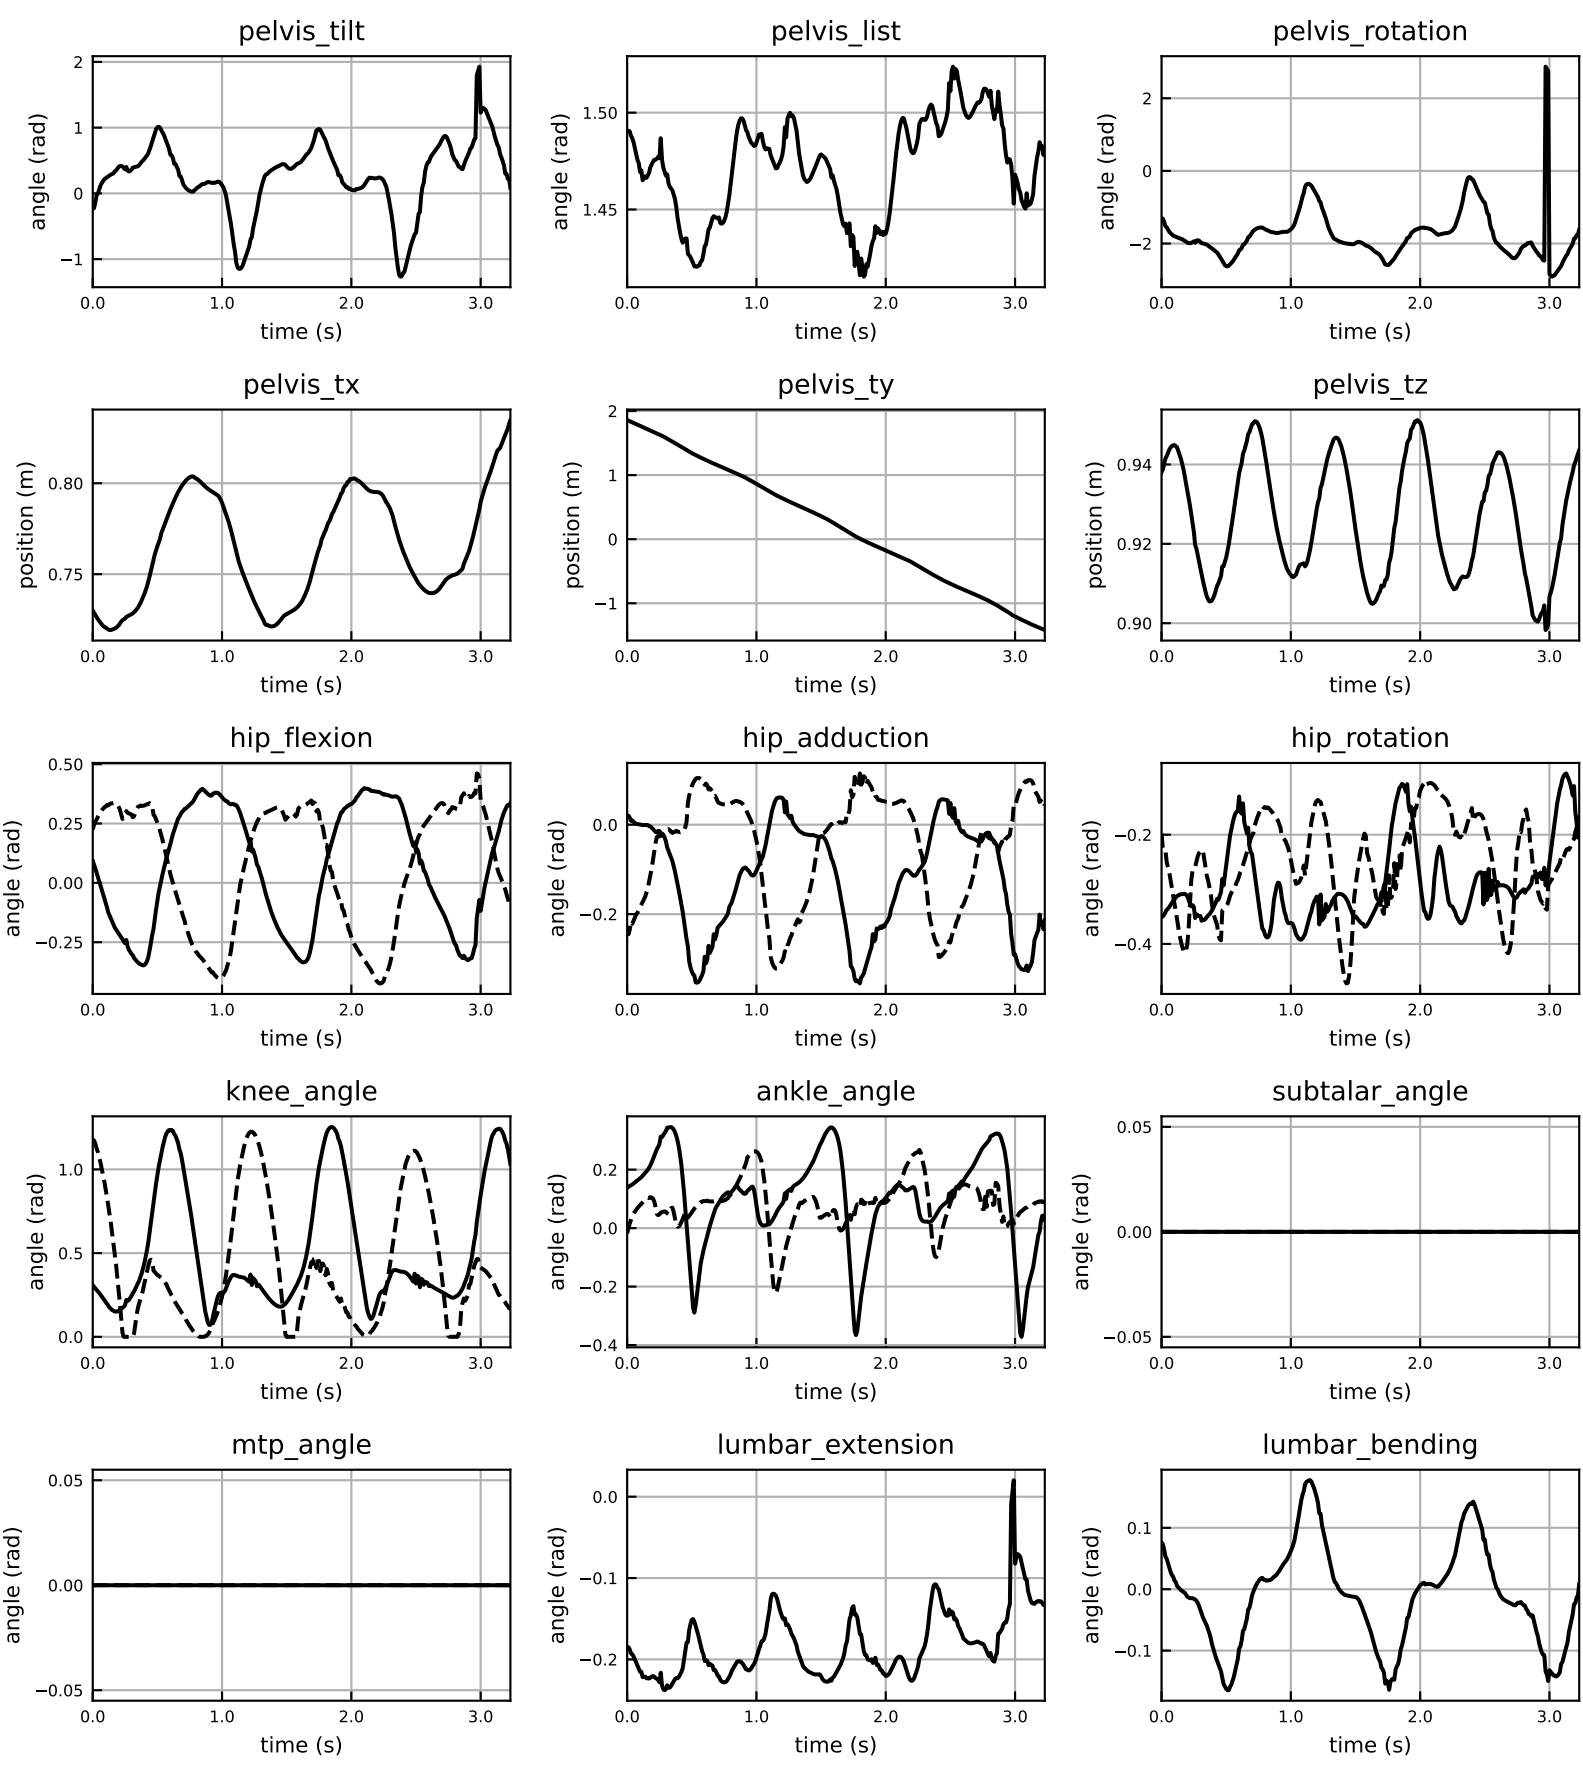 pelvis_tilt
angle (rad)
2
1
0
−1
0.0 1.0 2.0 3.0
time (s)
pelvis_list
angle (rad)
1.50
1.45
0.0 1.0 2.0 3.0
time (s)
pelvis_rotation
angle (rad)
2
0
−2
0.0 1.0 2.0 3.0
time (s)
pelvis_tx
position (m)
0.80
0.75
0.0 1.0 2.0 3.0
time (s)
pelvis_ty
position (m)
2
1
0
−1
0.0 1.0 2.0 3.0
time (s)
pelvis_tz
position (m)
0.94
0.92
0.90
0.0 1.0 2.0 3.0
time (s)
hip_flexion
angle (rad)
0.50
0.25
0.00
−0.25
0.0 1.0 2.0 3.0
time (s)
hip_adduction
angle (rad)
0.0
−0.2
0.0 1.0 2.0 3.0
time (s)
hip_rotation
angle (rad)
−0.2
−0.4
0.0 1.0 2.0 3.0
time (s)
knee_angle
angle (rad)
1.0
0.5
0.0
0.0 1.0 2.0 3.0
time (s)
ankle_angle
angle (rad)
0.2
0.0
−0.2
−0.4
0.0 1.0 2.0 3.0
time (s)
subtalar_angle
angle (rad)
0.05
0.00
−0.05
0.0 1.0 2.0 3.0
time (s)
mtp_angle
angle (rad)
0.05
0.00
−0.05
0.0 1.0 2.0 3.0
time (s)
lumbar_extension
angle (rad)
0.0
−0.1
−0.2
0.0 1.0 2.0 3.0
time (s)
lumbar_bending
angle (rad)
0.1
0.0
−0.1
0.0 1.0 2.0 3.0
time (s)